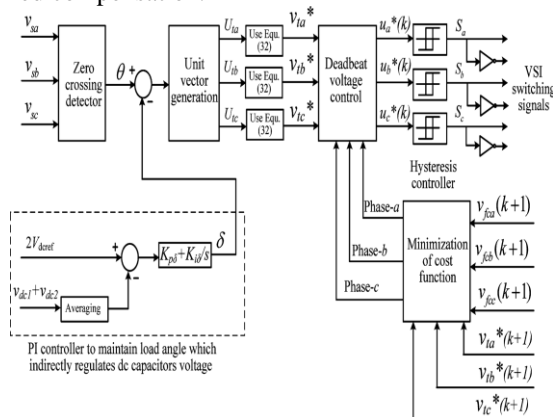 v_sa
v_sb
v_sc
Zero
crossing
detector
θ
+
-
Unit
vector
generation
U_ta
U_tb
U_tc
Use Equ.
(32)
Use Equ.
(32)
Use Equ.
(32)
v_ta*
v_tb*
v_tc*
Deadbeat
voltage
control
u_a*(k)
u_b*(k)
u_c*(k)
S_a
S_b
S_c
VSI
switching
signals
Hysteresis
controller
Phase-a
Phase-b
Phase-c
Minimization
of cost
function
v_fca(k+1)
v_fcb(k+1)
v_fcc(k+1)
v_ta*(k+1)
v_tb*(k+1)
v_tc*(k+1)
2V_dcref
+
-
K_pδ+K_iδ/s
δ
v_dc1+v_dc2
Averaging
PI controller to maintain load angle which
indirectly regulates dc capacitors voltage